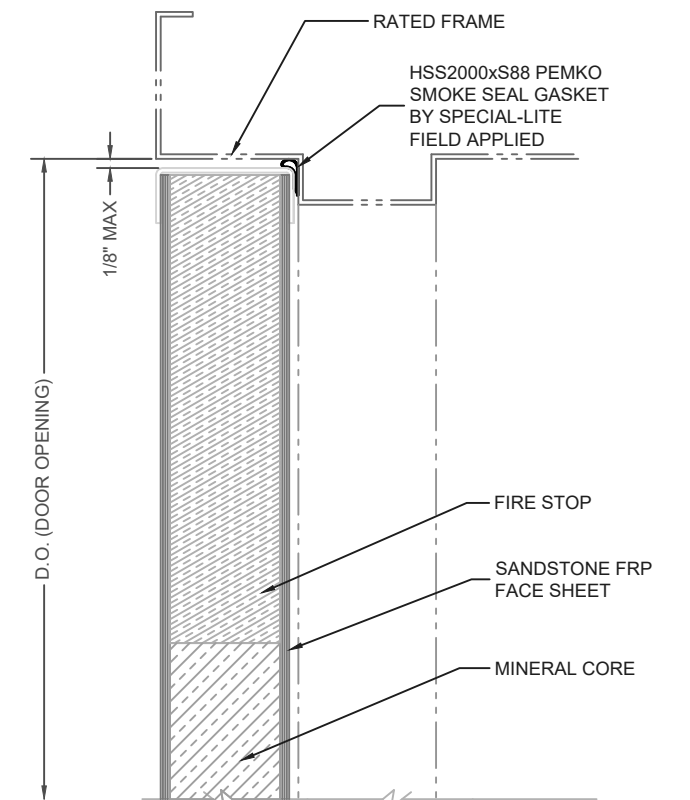 RATED FRAME
HSS2000xS88 PEMKO
SMOKE SEAL GASKET
BY SPECIAL-LITE
FIELD APPLIED
1/8" MAX
D.O. (DOOR OPENING)
FIRE STOP
SANDSTONE FRP
FACE SHEET
MINERAL CORE